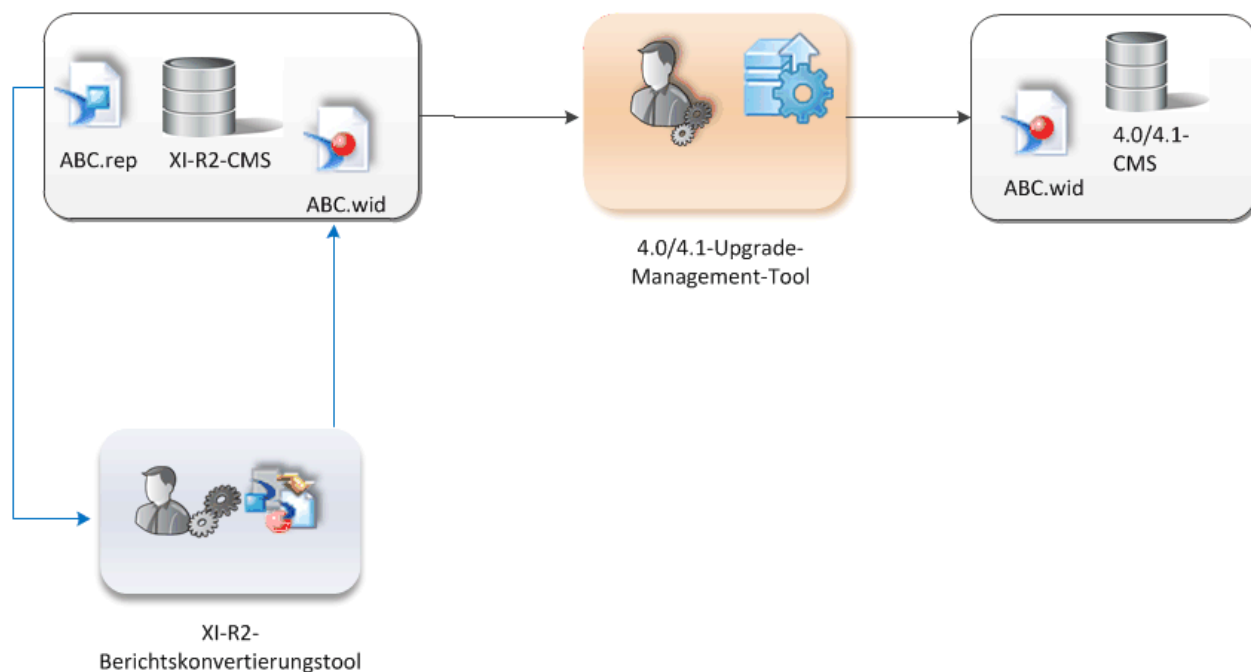 ABC.rep
XI-R2-CMS
ABC.wid
4.0/4.1-Upgrade-
Management-Tool
ABC.wid
4.0/4.1-
CMS
XI-R2-
Berichtskonvertierungstool